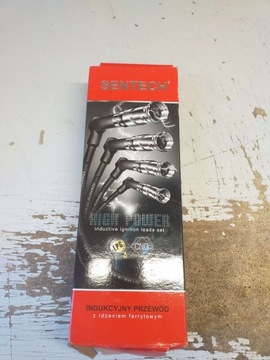 SENTECH
HIGH POWER
Inductive ignition leads set
LPG CNG
INDUKCYJNY PRZEWÓD
z rdzeniem ferrytowym